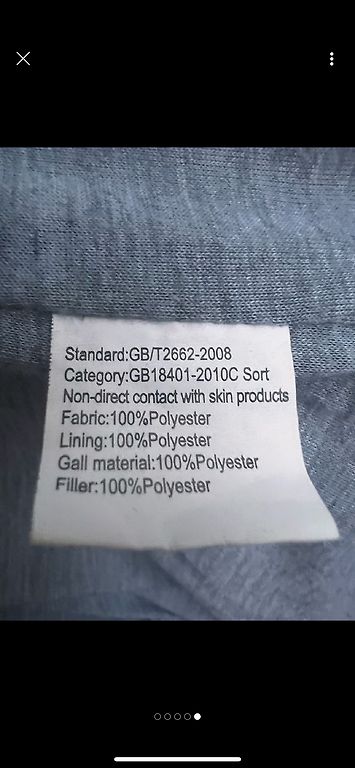 Standard:GB/T2662-2008
Category:GB18401-2010C Sort
Non-direct contact with skin products
Fabric:100%Polyester
Lining:100%Polyester
Gall material:100%Polyester
Filler:100%Polyester